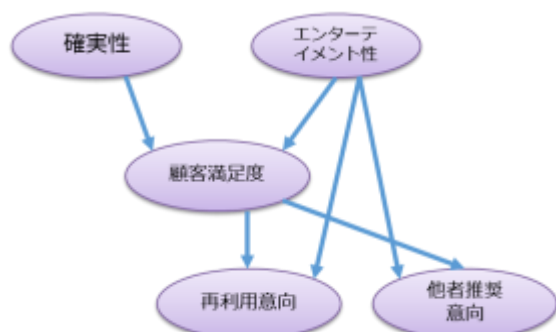 確実性
エンターテ
イメント性
顧客満足度
再利用意向
他者推奨
意向